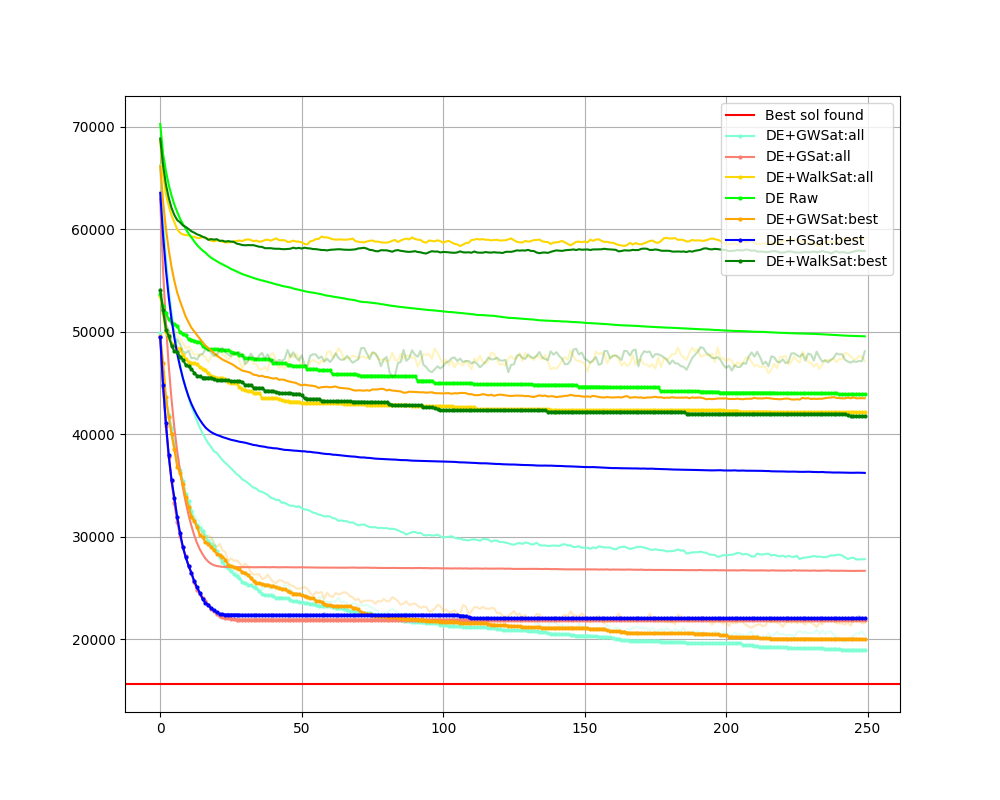 70000
60000
50000
40000
30000
20000
0
50
100
150
200
250
Best sol found
DE+GWSat:all
DE+GSat:all
DE+WalkSat:all
DE Raw
DE+GWSat:best
DE+GSat:best
DE+WalkSat:best